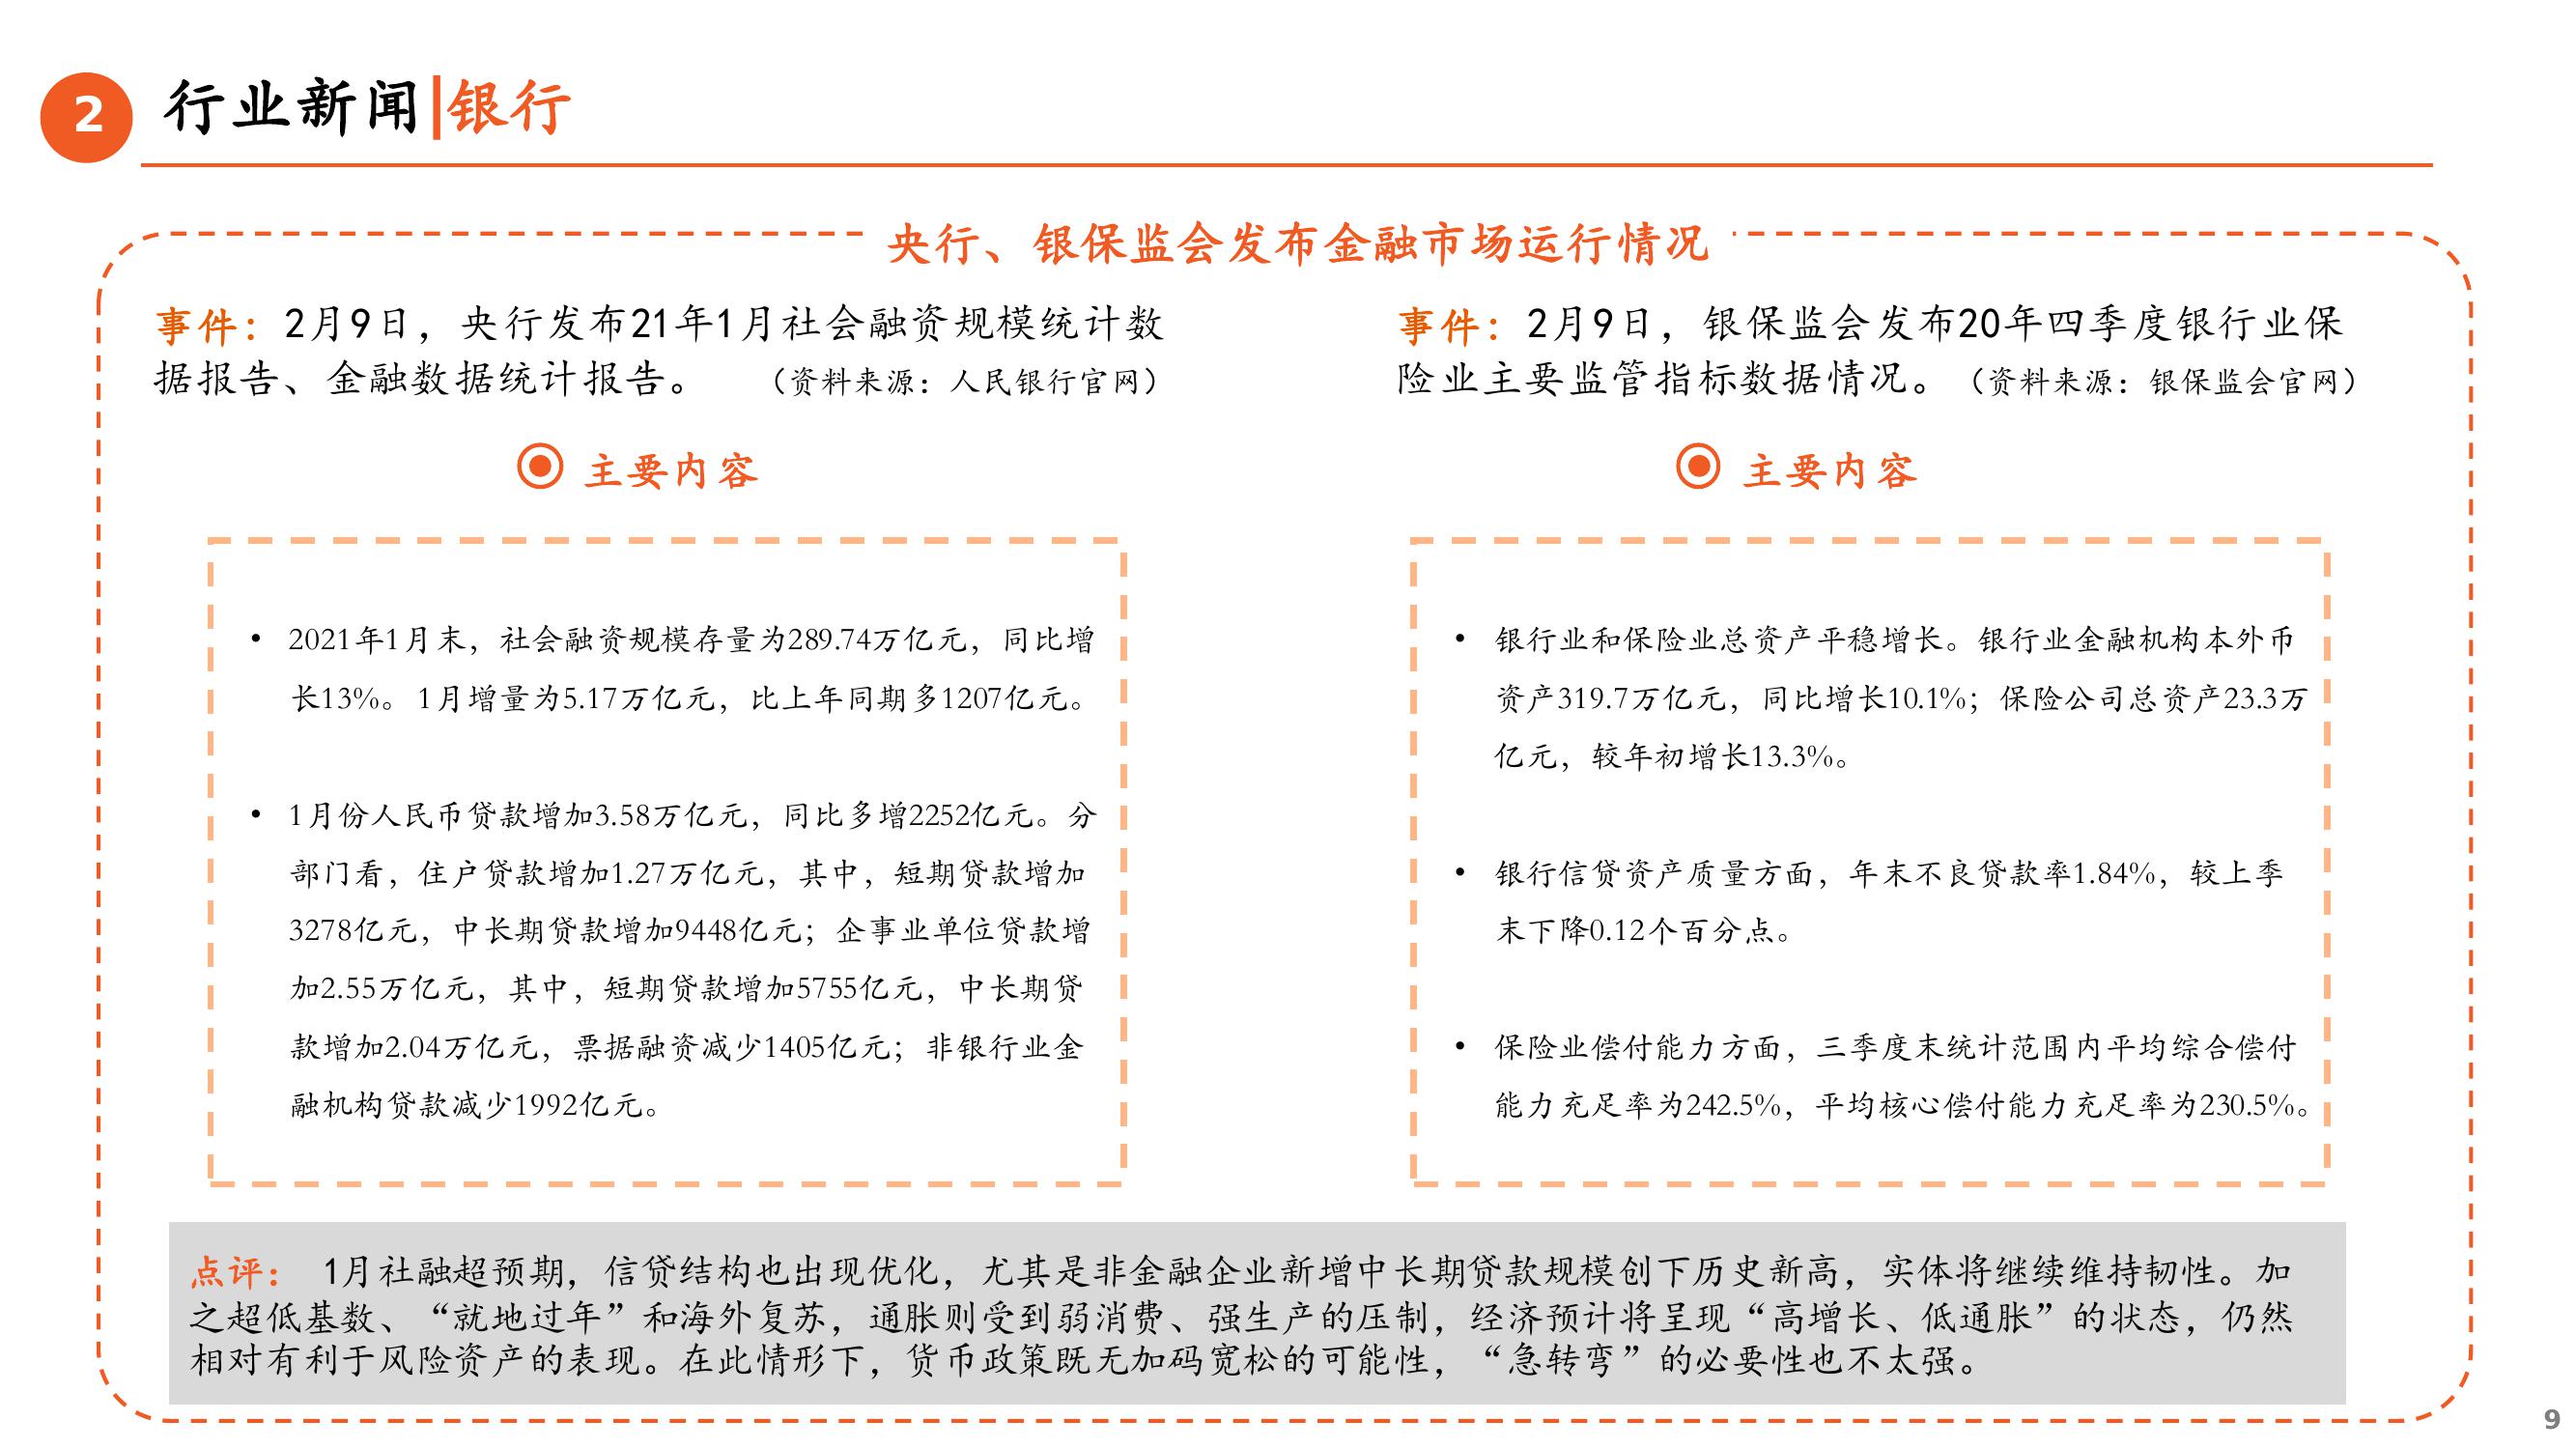 2
行业新闻|银行
央行、银保监会发布金融市场运行情况
事件：2月9日，央行发布21年1月社会融资规模统计数
据报告、金融数据统计报告。 （资料来源：人民银行官网）
主要内容
• 2021年1月末，社会融资规模存量为289.74万亿元，同比增
长13%。1月增量为5.17万亿元，比上年同期多1207亿元。
• 1月份人民币贷款增加3.58万亿元，同比多增2252亿元。分
部门看，住户贷款增加1.27万亿元，其中，短期贷款增加
3278亿元，中长期贷款增加9448亿元；企事业单位贷款增
加2.55万亿元，其中，短期贷款增加5755亿元，中长期贷
款增加2.04万亿元，票据融资减少1405亿元；非银行业金
融机构贷款减少1992亿元。
事件：2月9日，银保监会发布20年四季度银行业保
险业主要监管指标数据情况。（资料来源：银保监会官网）
主要内容
• 银行业和保险业总资产平稳增长。银行业金融机构本外币
资产319.7万亿元，同比增长10.1%；保险公司总资产23.3万
亿元，较年初增长13.3%。
• 银行信贷资产质量方面，年末不良贷款率1.84%，较上季
末下降0.12个百分点。
• 保险业偿付能力方面，三季度末统计范围内平均综合偿付
能力充足率为242.5%，平均核心偿付能力充足率为230.5%。
点评： 1月社融超预期，信贷结构也出现优化，尤其是非金融企业新增中长期贷款规模创下历史新高，实体将继续维持韧性。加
之超低基数、“就地过年”和海外复苏，通胀则受到弱消费、强生产的压制，经济预计将呈现“高增长、低通胀”的状态，仍然
相对有利于风险资产的表现。在此情形下，货币政策既无加码宽松的可能性，“急转弯”的必要性也不太强。
9